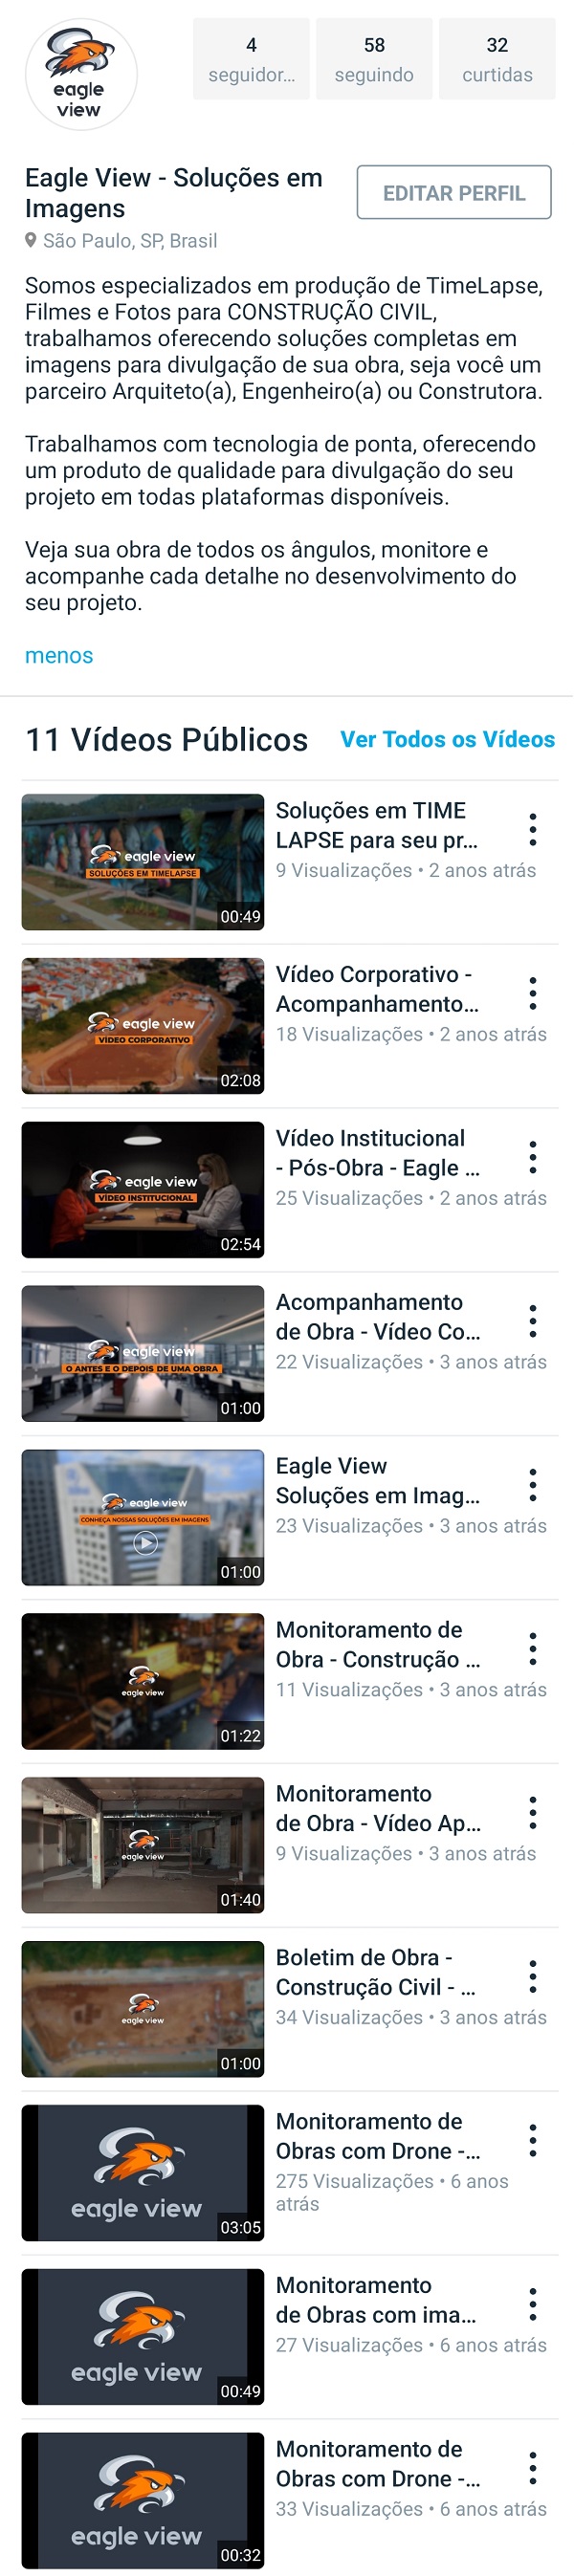 eagle
view
4
seguidor...
58
seguindo
32
curtidas
Eagle View - Soluções em
Imagens
EDITAR PERFIL
São Paulo, SP, Brasil
Somos especializados em produção de TimeLapse,
Filmes e Fotos para CONSTRUÇÃO CIVIL,
trabalhamos oferecendo soluções completas em
imagens para divulgação de sua obra, seja você um
parceiro Arquiteto(a), Engenheiro(a) ou Construtora.
Trabalhamos com tecnologia de ponta, oferecendo
um produto de qualidade para divulgação do seu
projeto em todas plataformas disponíveis.
Veja sua obra de todos os ângulos, monitore e
acompanhe cada detalhe no desenvolvimento do
seu projeto.
menos
11 Vídeos Públicos
Ver Todos os Vídeos
eagle view
SOLUÇÕES EM TIMELAPSE
00:49
Soluções em TIME
LAPSE para seu pr...
9 Visualizações • 2 anos atrás
eagle view
VÍDEO CORPORATIVO
02:08
Vídeo Corporativo -
Acompanhamento...
18 Visualizações • 2 anos atrás
eagle view
VÍDEO INSTITUCIONAL
02:54
Vídeo Institucional
- Pós-Obra - Eagle ...
25 Visualizações • 2 anos atrás
eagle view
O ANTES E O DEPOIS DE UMA OBRA
01:00
Acompanhamento
de Obra - Vídeo Co...
22 Visualizações • 3 anos atrás
eagle view
CONHEÇA NOSSAS SOLUÇÕES EM IMAGENS
01:00
Eagle View
Soluções em Imag...
23 Visualizações • 3 anos atrás
eagle view
01:22
Monitoramento de
Obra - Construção ...
11 Visualizações • 3 anos atrás
eagle view
01:40
Monitoramento
de Obra - Vídeo Ap...
9 Visualizações • 3 anos atrás
eagle view
01:00
Boletim de Obra -
Construção Civil - ...
34 Visualizações • 3 anos atrás
eagle view
03:05
Monitoramento de
Obras com Drone -...
275 Visualizações • 6 anos
atrás
eagle view
00:49
Monitoramento
de Obras com ima...
27 Visualizações • 6 anos atrás
eagle view
00:32
Monitoramento de
Obras com Drone -...
33 Visualizações • 6 anos atrás